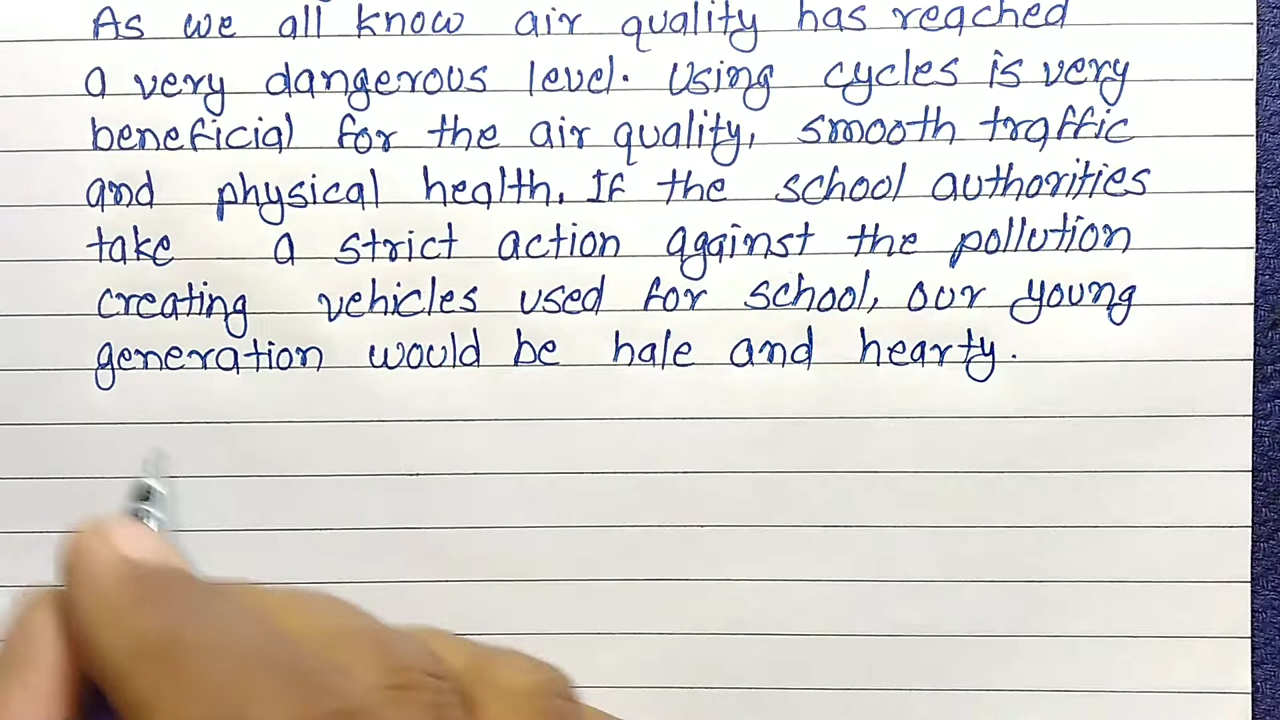 As we all know air quality has reached
a very dangerous level. Using cycles is very
beneficial for the air quality, smooth traffic
and physical health. If the school authorities
take a strict action against the pollution
creating vehicles used for school, our young
generation would be hale and hearty.